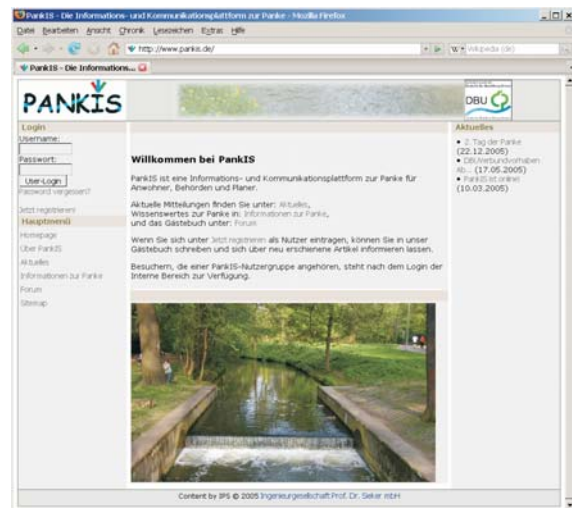 PankIS - Die Informations- und Kommunikationsplattform zur Panke - Mozilla Firefox
Datei Bearbeiten Ansicht Chronik Lesezeichen Extras Hilfe
http://www.pankis.de/
Wikipedia (de)
PankIS - Die Information...
PANKIS
DBU
Login
Username:
Passwort:
User-Login
Password vergessen?
Jetzt registrieren!
Hauptmenü
Homepage
Über PankIS
Aktuelles
Informationen zur Panke
Forum
Sitemap
Willkommen bei PankIS
PankIS ist eine Informations- und Kommunikationsplattform zur Panke für
Anwohner, Behörden und Planer.
Aktuelle Mitteilungen finden Sie unter: Aktuelles,
Wissenswertes zur Panke in: Informationen zur Panke,
und das Gästebuch unter: Forum
Wenn Sie sich unter Jetzt registrieren als Nutzer eintragen, können Sie in unser
Gästebuch schreiben und sich über neu erschienene Artikel informieren lassen.
Besuchern, die einer PankIS-Nutzergruppe angehören, steht nach dem Login der
Interne Bereich zur Verfügung.
Aktuelles
2. Tag der Panke
(22.12.2005)
DBU-Verbundvorhaben
Ab... (17.05.2005)
PankIS ist online!
(10.03.2005)
Content by IPS © 2005 Ingenieurgesellschaft Prof. Dr. Sieker mbH